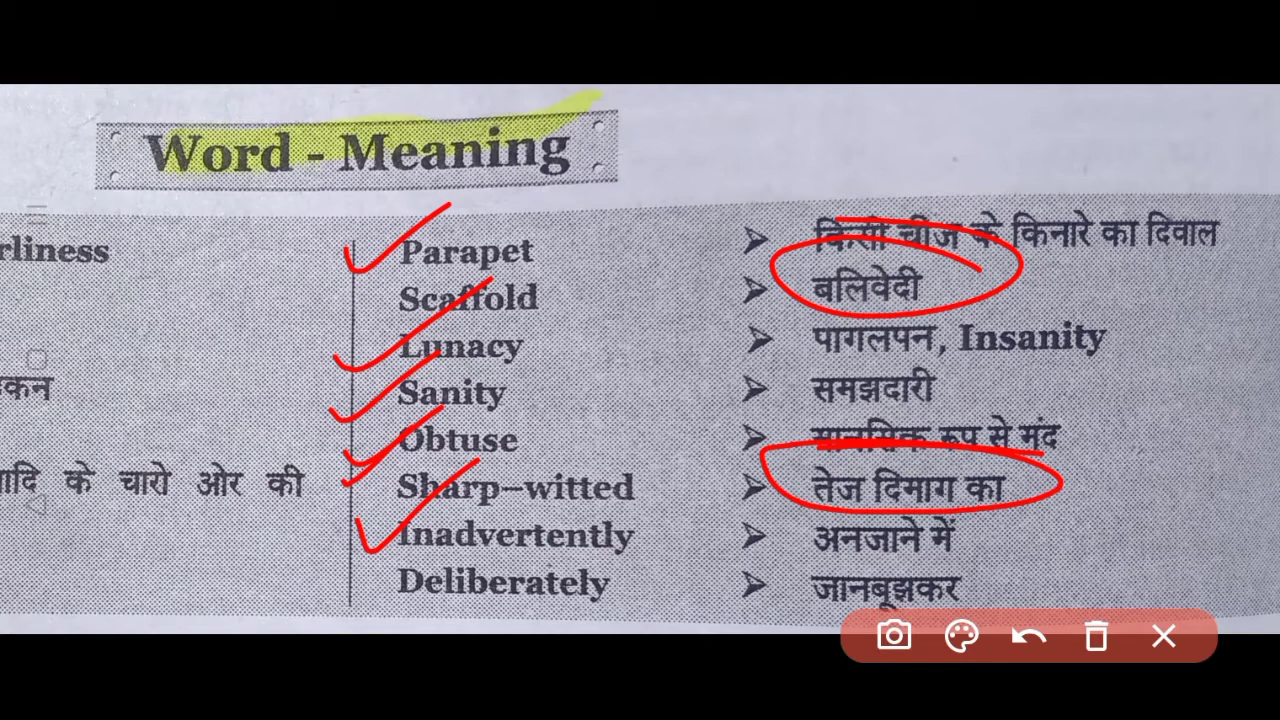 Word - Meaning
rliness
Parapet ➤ किसी चीज के किनारे का दिवाल
Scaffold ➤ बलिवेदी
Lunacy ➤ पागलपन, Insanity
कन
Sanity ➤ समझदारी
Obtuse ➤ मानसिक रूप से मंद
के चारो ओर की
Sharp–witted ➤ तेज दिमाग का
Inadvertently ➤ अनजाने में
Deliberately ➤ जानबूझकर